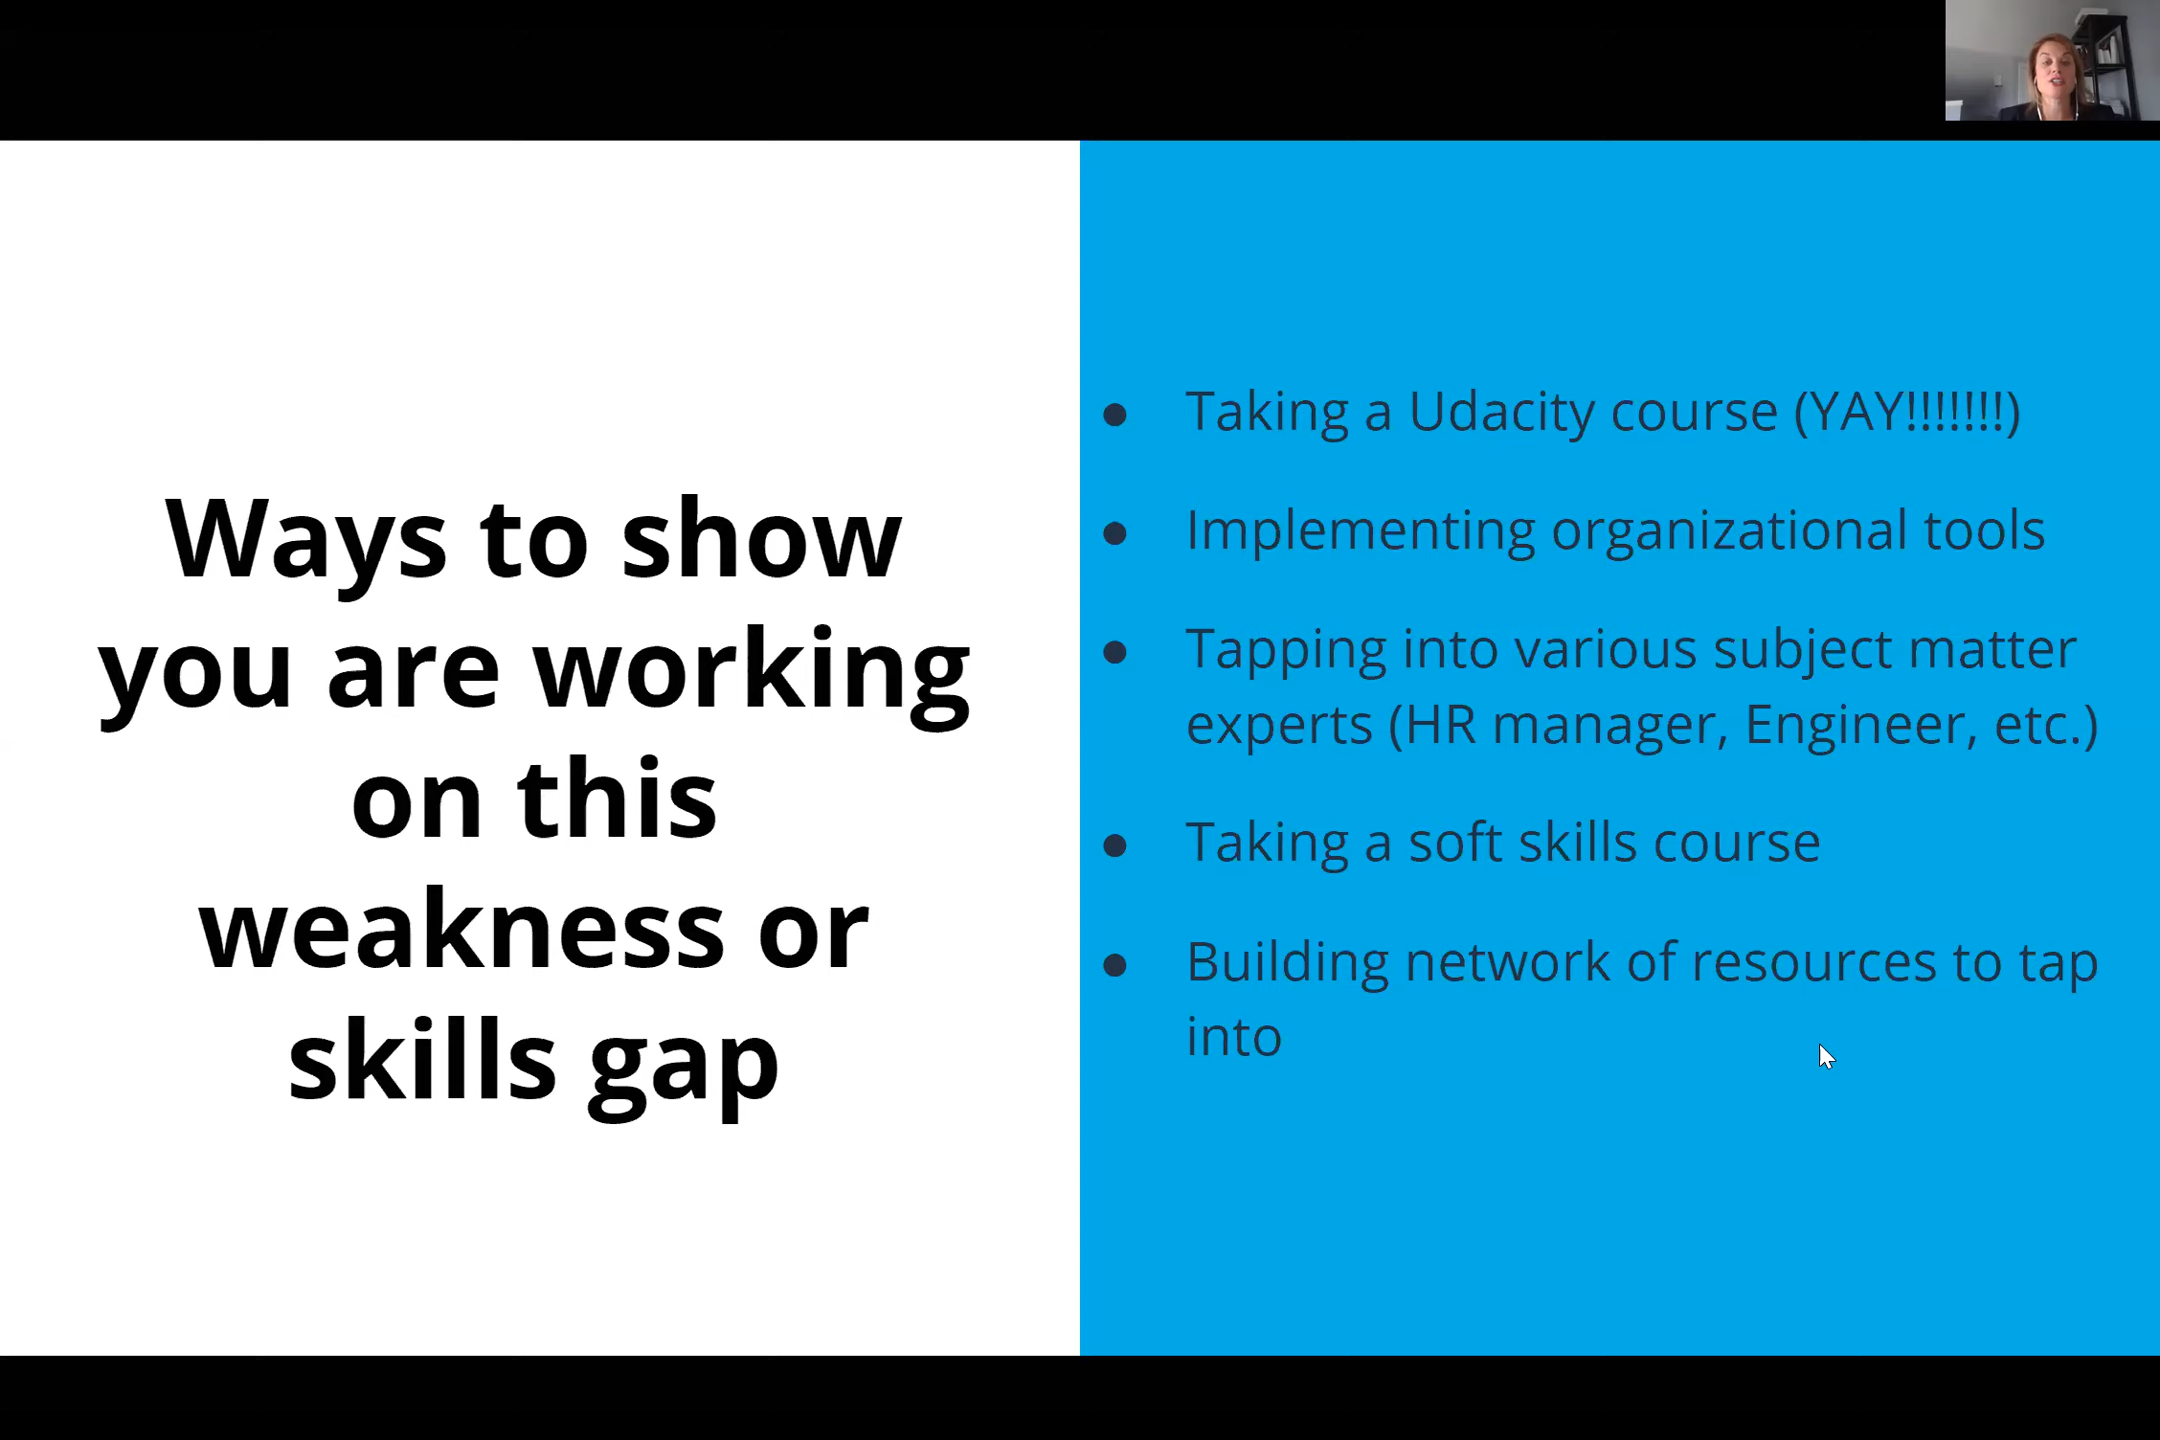 Ways to show
you are working
on this
weakness or
skills gap
● Taking a Udacity course (YAY!!!!!!!)
● Implementing organizational tools
● Tapping into various subject matter
experts (HR manager, Engineer, etc.)
● Taking a soft skills course
● Building network of resources to tap
into